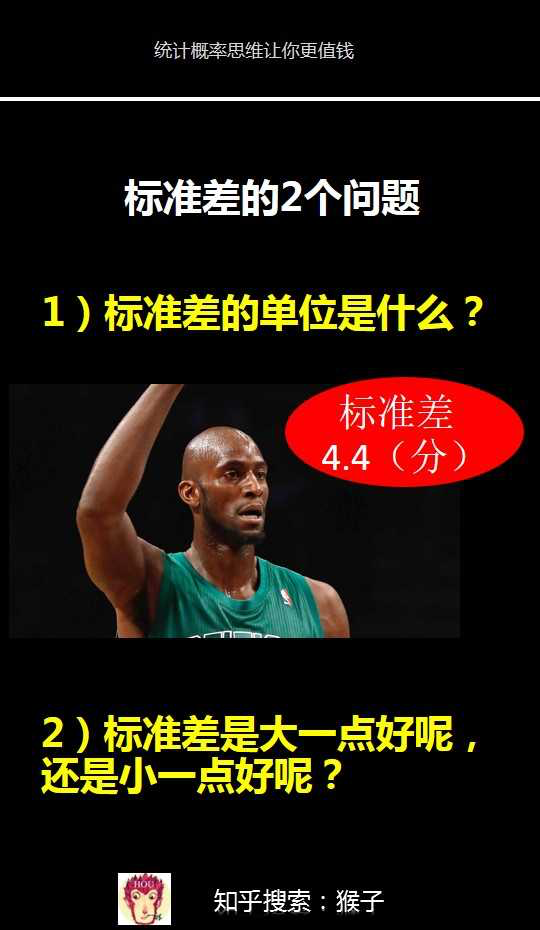 统计概率思维让你更值钱
标准差的2个问题
1）标准差的单位是什么？
标准差
4.4（分）
2）标准差是大一点好呢，
还是小一点好呢？
HOU
知乎搜索：猴子